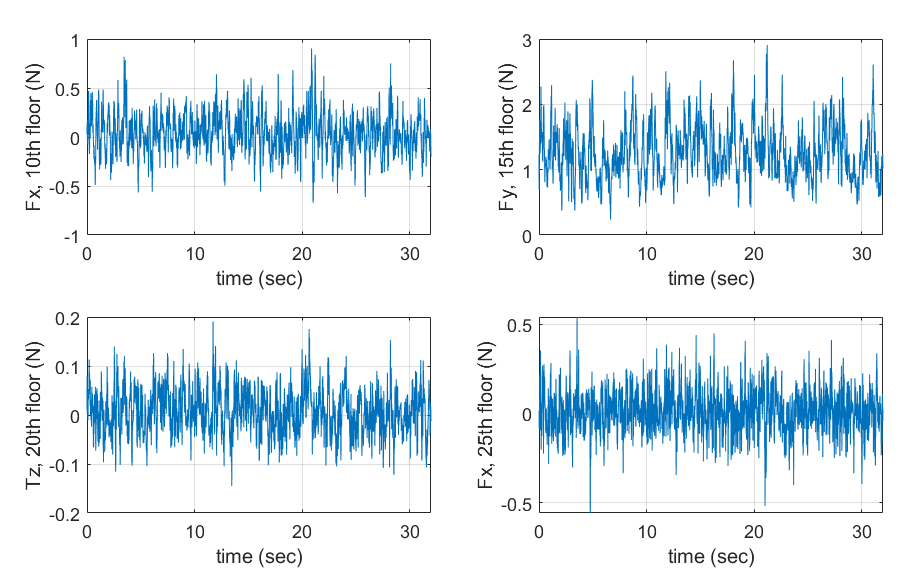 1
0.5
0
-0.5
-1
Fx, 10th floor (N)
0 10 20 30
time (sec)
3
2
1
0
Fy, 15th floor (N)
0 10 20 30
time (sec)
0.2
0.1
0
-0.1
-0.2
Tz, 20th floor (N)
0 10 20 30
time (sec)
0.5
0
-0.5
Fx, 25th floor (N)
0 10 20 30
time (sec)